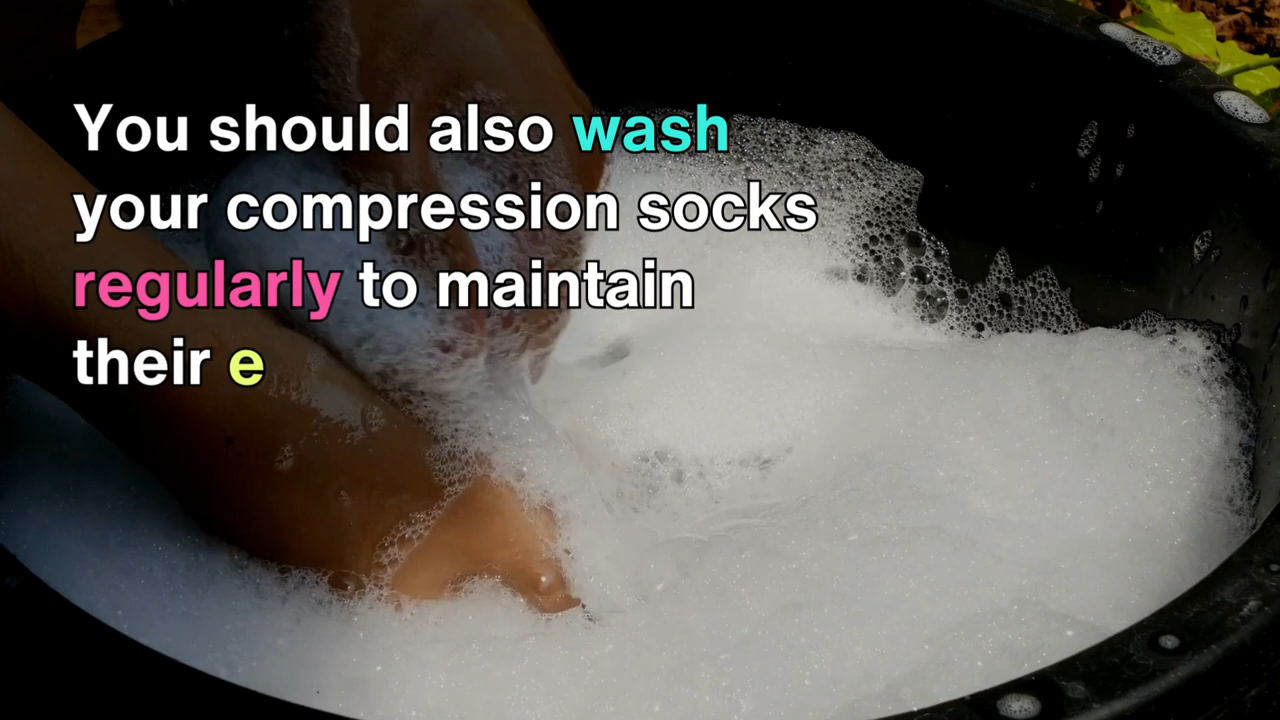 You should also wash
your compression socks
regularly to maintain
their e